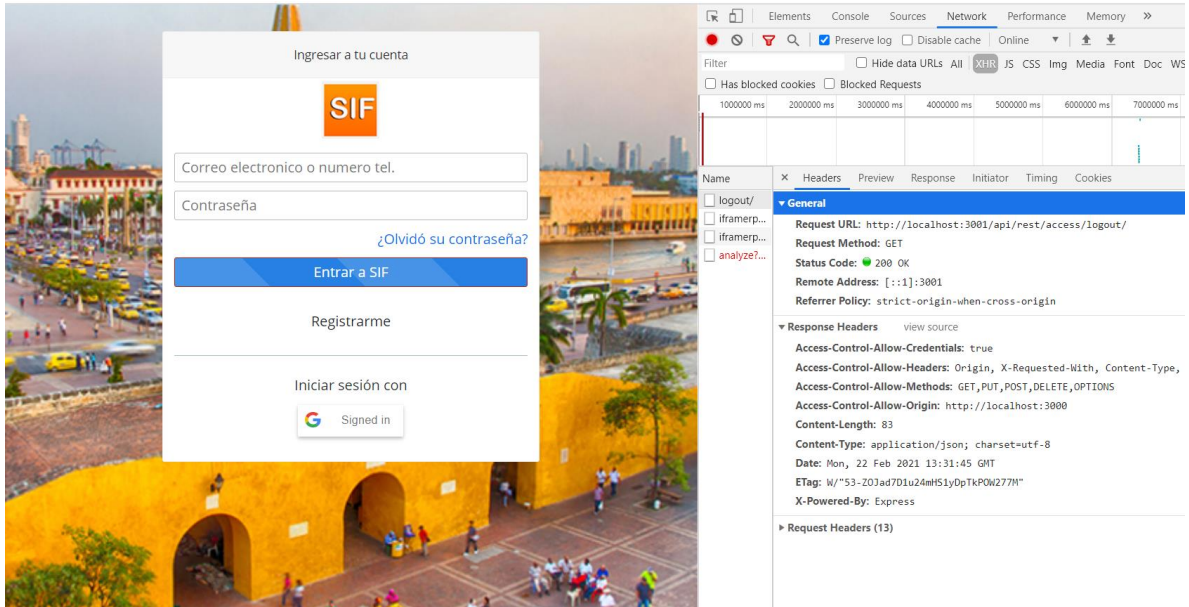 Ingresar a tu cuenta
SIF
Correo electronico o numero tel.
Contraseña
¿Olvidó su contraseña?
Entrar a SIF
Registrarme
Iniciar sesión con
Signed in
Elements Console Sources Network Performance Memory »
Preserve log Disable cache Online
Filter Hide data URLs All XHR JS CSS Img Media Font Doc WS
Has blocked cookies Blocked Requests
1000000 ms 2000000 ms 3000000 ms 4000000 ms 5000000 ms 6000000 ms 7000000 ms
Name × Headers Preview Response Initiator Timing Cookies
logout/
iframerp...
iframerp...
analyze?...
General
Request URL: http://localhost:3001/api/rest/access/logout/
Request Method: GET
Status Code: 200 OK
Remote Address: [::1]:3001
Referrer Policy: strict-origin-when-cross-origin
Response Headers view source
Access-Control-Allow-Credentials: true
Access-Control-Allow-Headers: Origin, X-Requested-With, Content-Type,
Access-Control-Allow-Methods: GET,PUT,POST,DELETE,OPTIONS
Access-Control-Allow-Origin: http://localhost:3000
Content-Length: 83
Content-Type: application/json; charset=utf-8
Date: Mon, 22 Feb 2021 13:31:45 GMT
ETag: W/"53-ZOJad7D1u24mHS1yDpTkPOW277M"
X-Powered-By: Express
Request Headers (13)